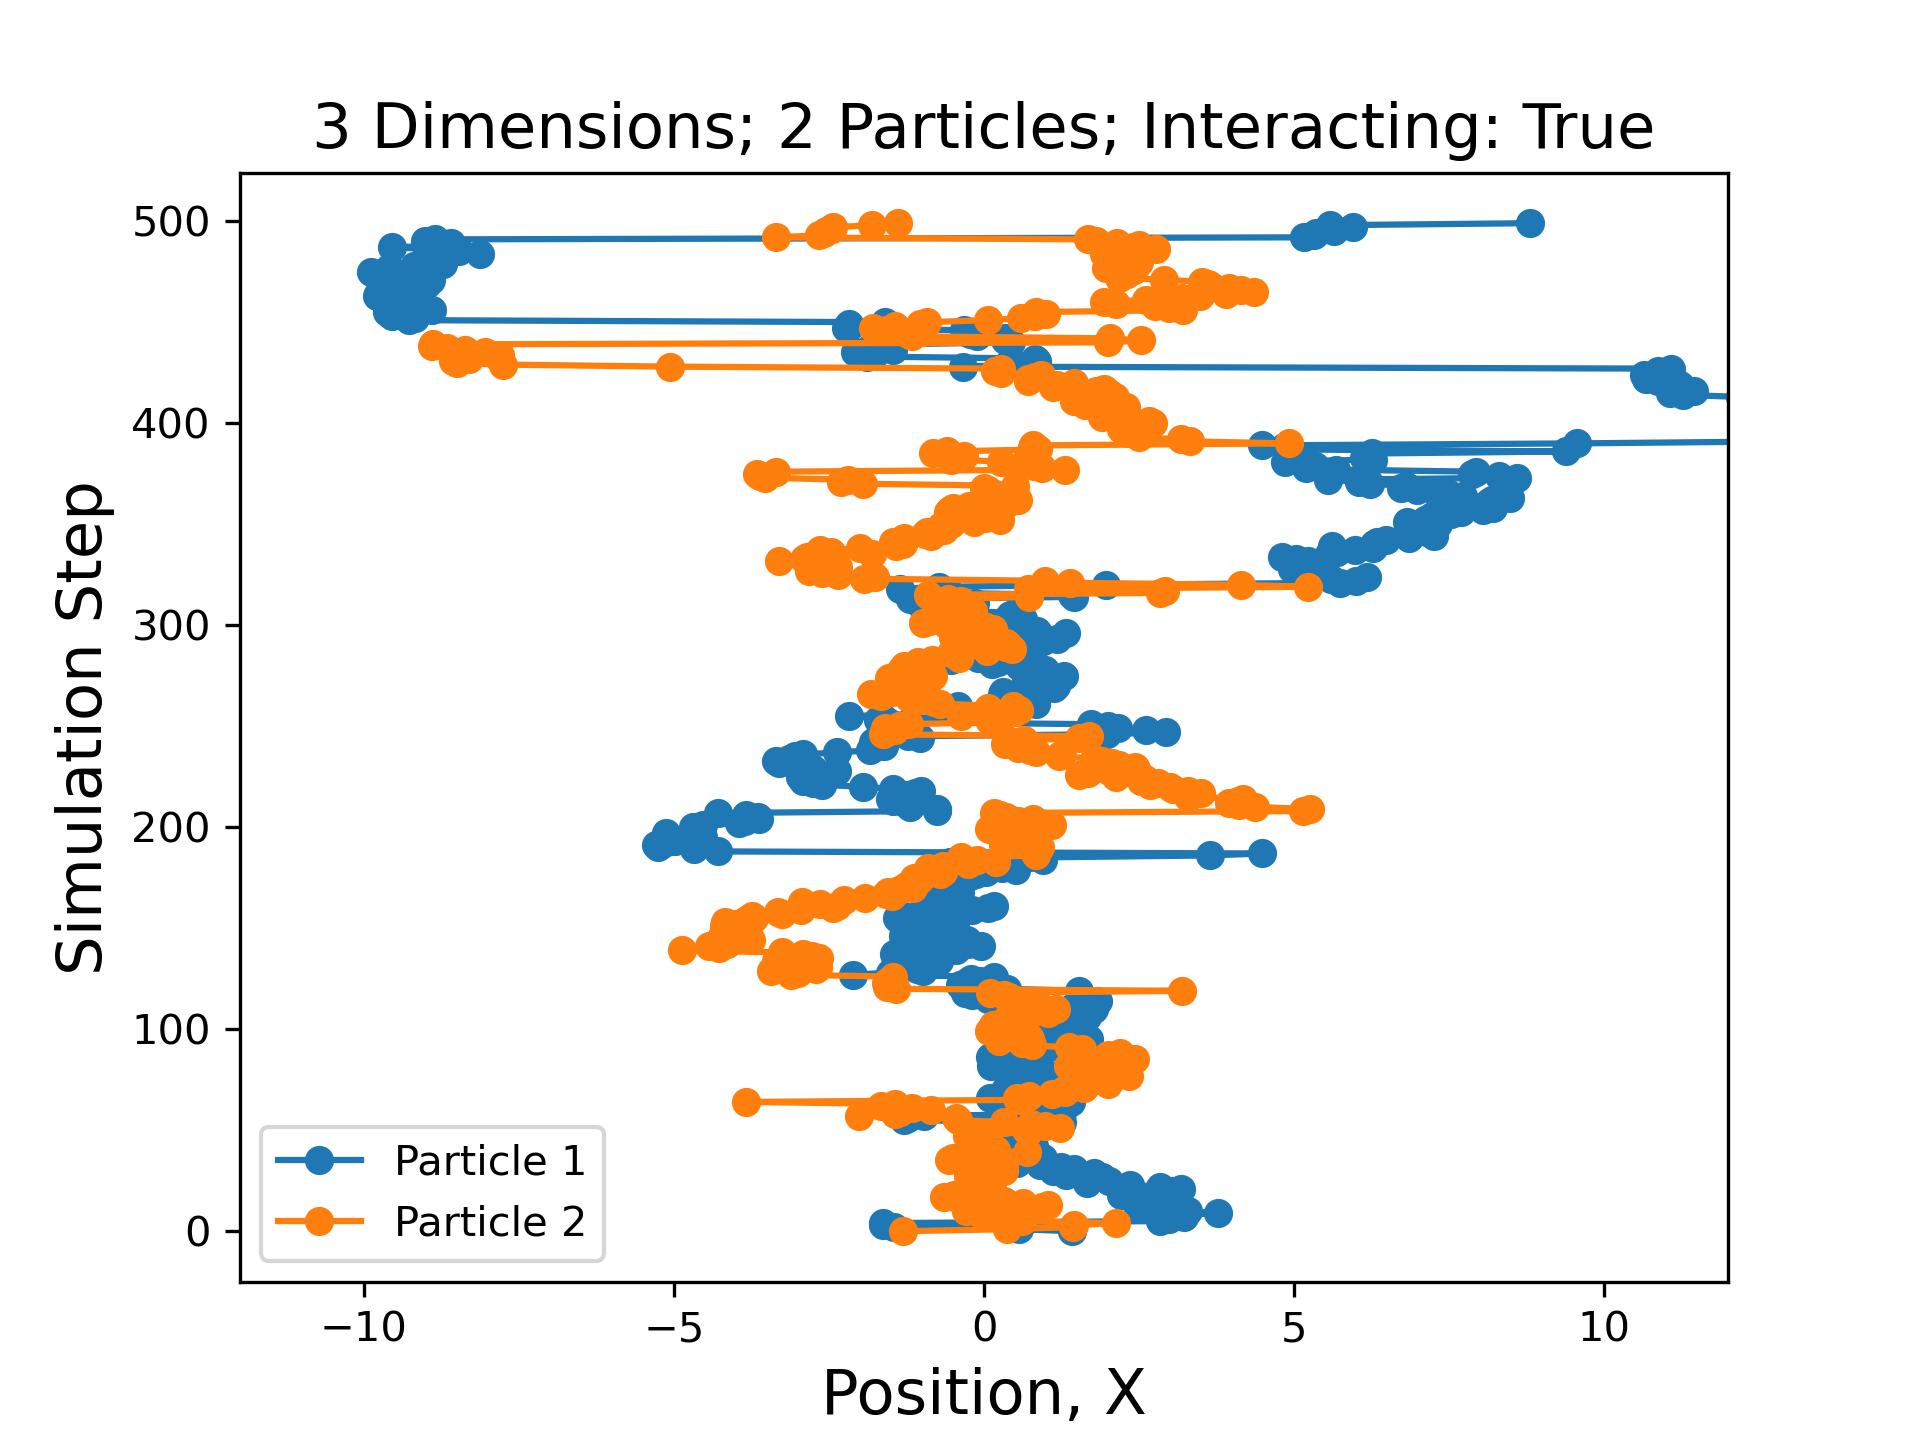 3 Dimensions; 2 Particles; Interacting: True
500
400
300
200
100
0
Simulation Step
Particle 1
Particle 2
−10
−5
0
5
10
Position, X